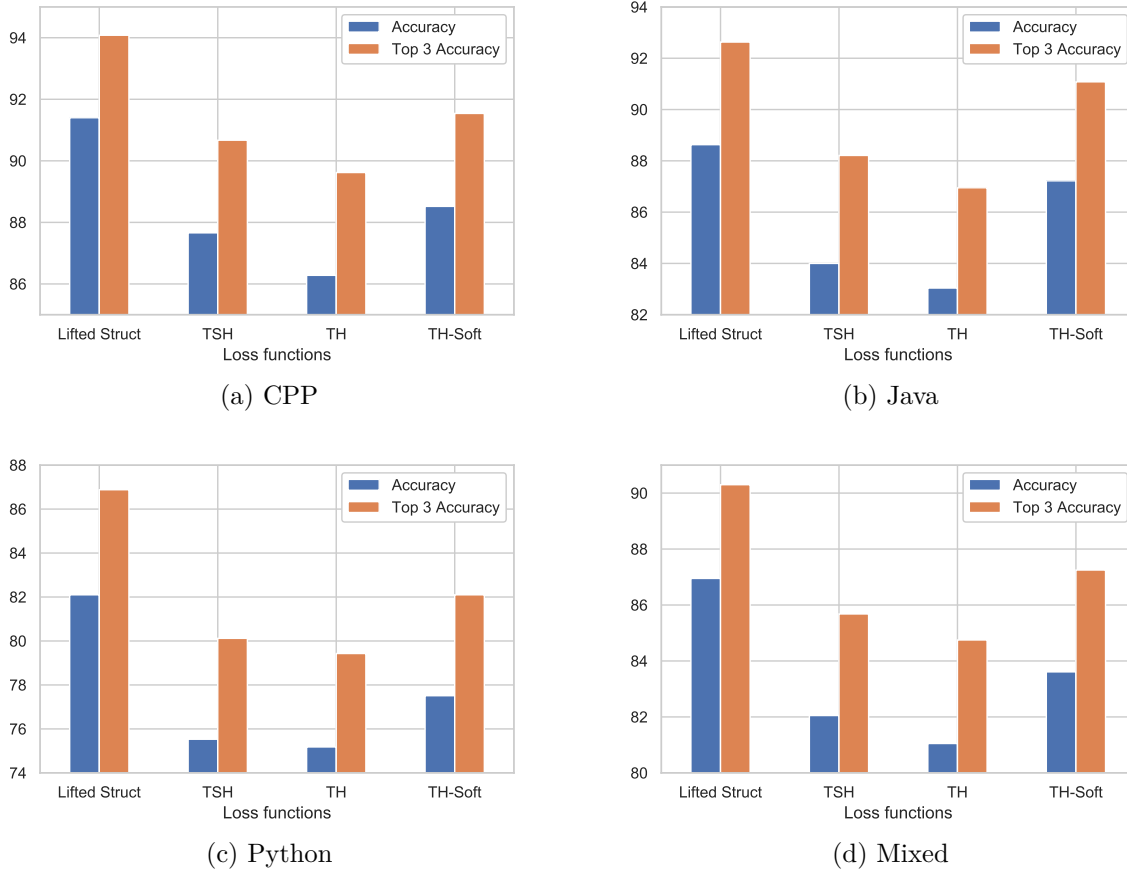 94
92
90
88
86
Accuracy
Top 3 Accuracy
Lifted Struct TSH TH TH-Soft
Loss functions
(a) CPP
94
92
90
88
86
84
82
Accuracy
Top 3 Accuracy
Lifted Struct TSH TH TH-Soft
Loss functions
(b) Java
88
86
84
82
80
78
76
74
Accuracy
Top 3 Accuracy
Lifted Struct TSH TH TH-Soft
Loss functions
(c) Python
90
88
86
84
82
80
Accuracy
Top 3 Accuracy
Lifted Struct TSH TH TH-Soft
Loss functions
(d) Mixed